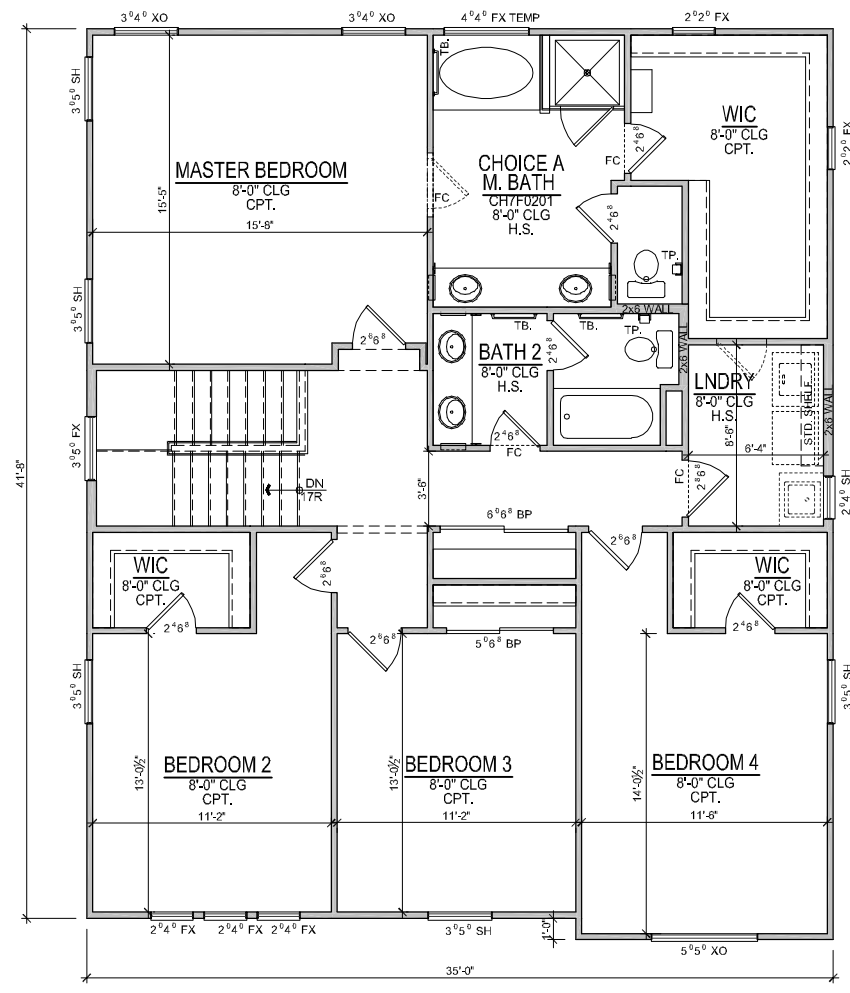 3⁰4⁰ XO
3⁰4⁰ XO
4⁰4⁰ FX TEMP
2⁰2⁰ FX
TB.
3⁰5⁰ SH
WIC
8'-0" CLG
CPT.
2⁰2⁰ FX
2⁴6⁸
FC
MASTER BEDROOM
8'-0" CLG
CPT.
15'-5"
15'-8"
CHOICE A
M. BATH
CH7F0201
8'-0" CLG
H.S.
FC
2⁴6⁸
TP.
3⁰5⁰ SH
2x6 WALL
TB.
TB.
TP.
2⁶6⁸
BATH 2
8'-0" CLG
H.S.
2⁴6⁸
2x6 WALL
LNDRY
8'-0" CLG
H.S.
8'-6"
STD. SHELF
2x6 WALL
3⁰5⁰ FX
2⁴6⁸
FC
6'-4"
41'-8"
DN
17R
3'-6"
FC
2⁸6⁸
2⁰4⁰ SH
6⁰6⁸ BP
2⁶6⁸
WIC
8'-0" CLG
CPT.
2⁶6⁸
WIC
8'-0" CLG
CPT.
2⁴6⁸
2⁶6⁸
5⁰6⁸ BP
2⁴6⁸
3⁰5⁰ SH
3⁰5⁰ SH
BEDROOM 2
8'-0" CLG
CPT.
13'-0½"
11'-2"
BEDROOM 3
8'-0" CLG
CPT.
13'-0½"
11'-2"
BEDROOM 4
8'-0" CLG
CPT.
14'-0½"
11'-6"
2⁰4⁰ FX
2⁰4⁰ FX
2⁰4⁰ FX
3⁰5⁰ SH
1'-0"
5⁰5⁰ XO
35'-0"